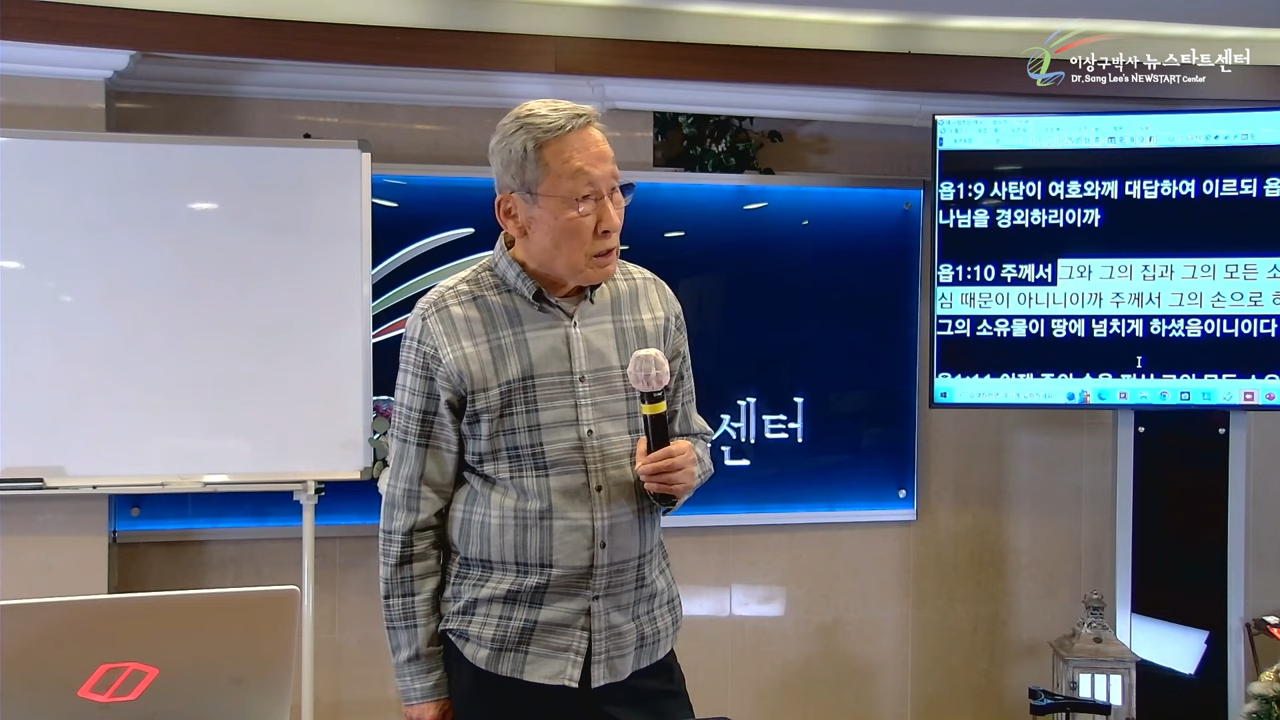 이상구박사 뉴스타트센터
Dr. Sang Lee's NEWSTART Center
욥1:9 사탄이 여호와께 대답하여 이르되 욥
나님을 경외하리이까
욥1:10 주께서 그와 그의 집과 그의 모든 소
심 때문이 아니니이까 주께서 그의 손으로 하
그의 소유물이 땅에 넘치게 하셨음이니이다
센터